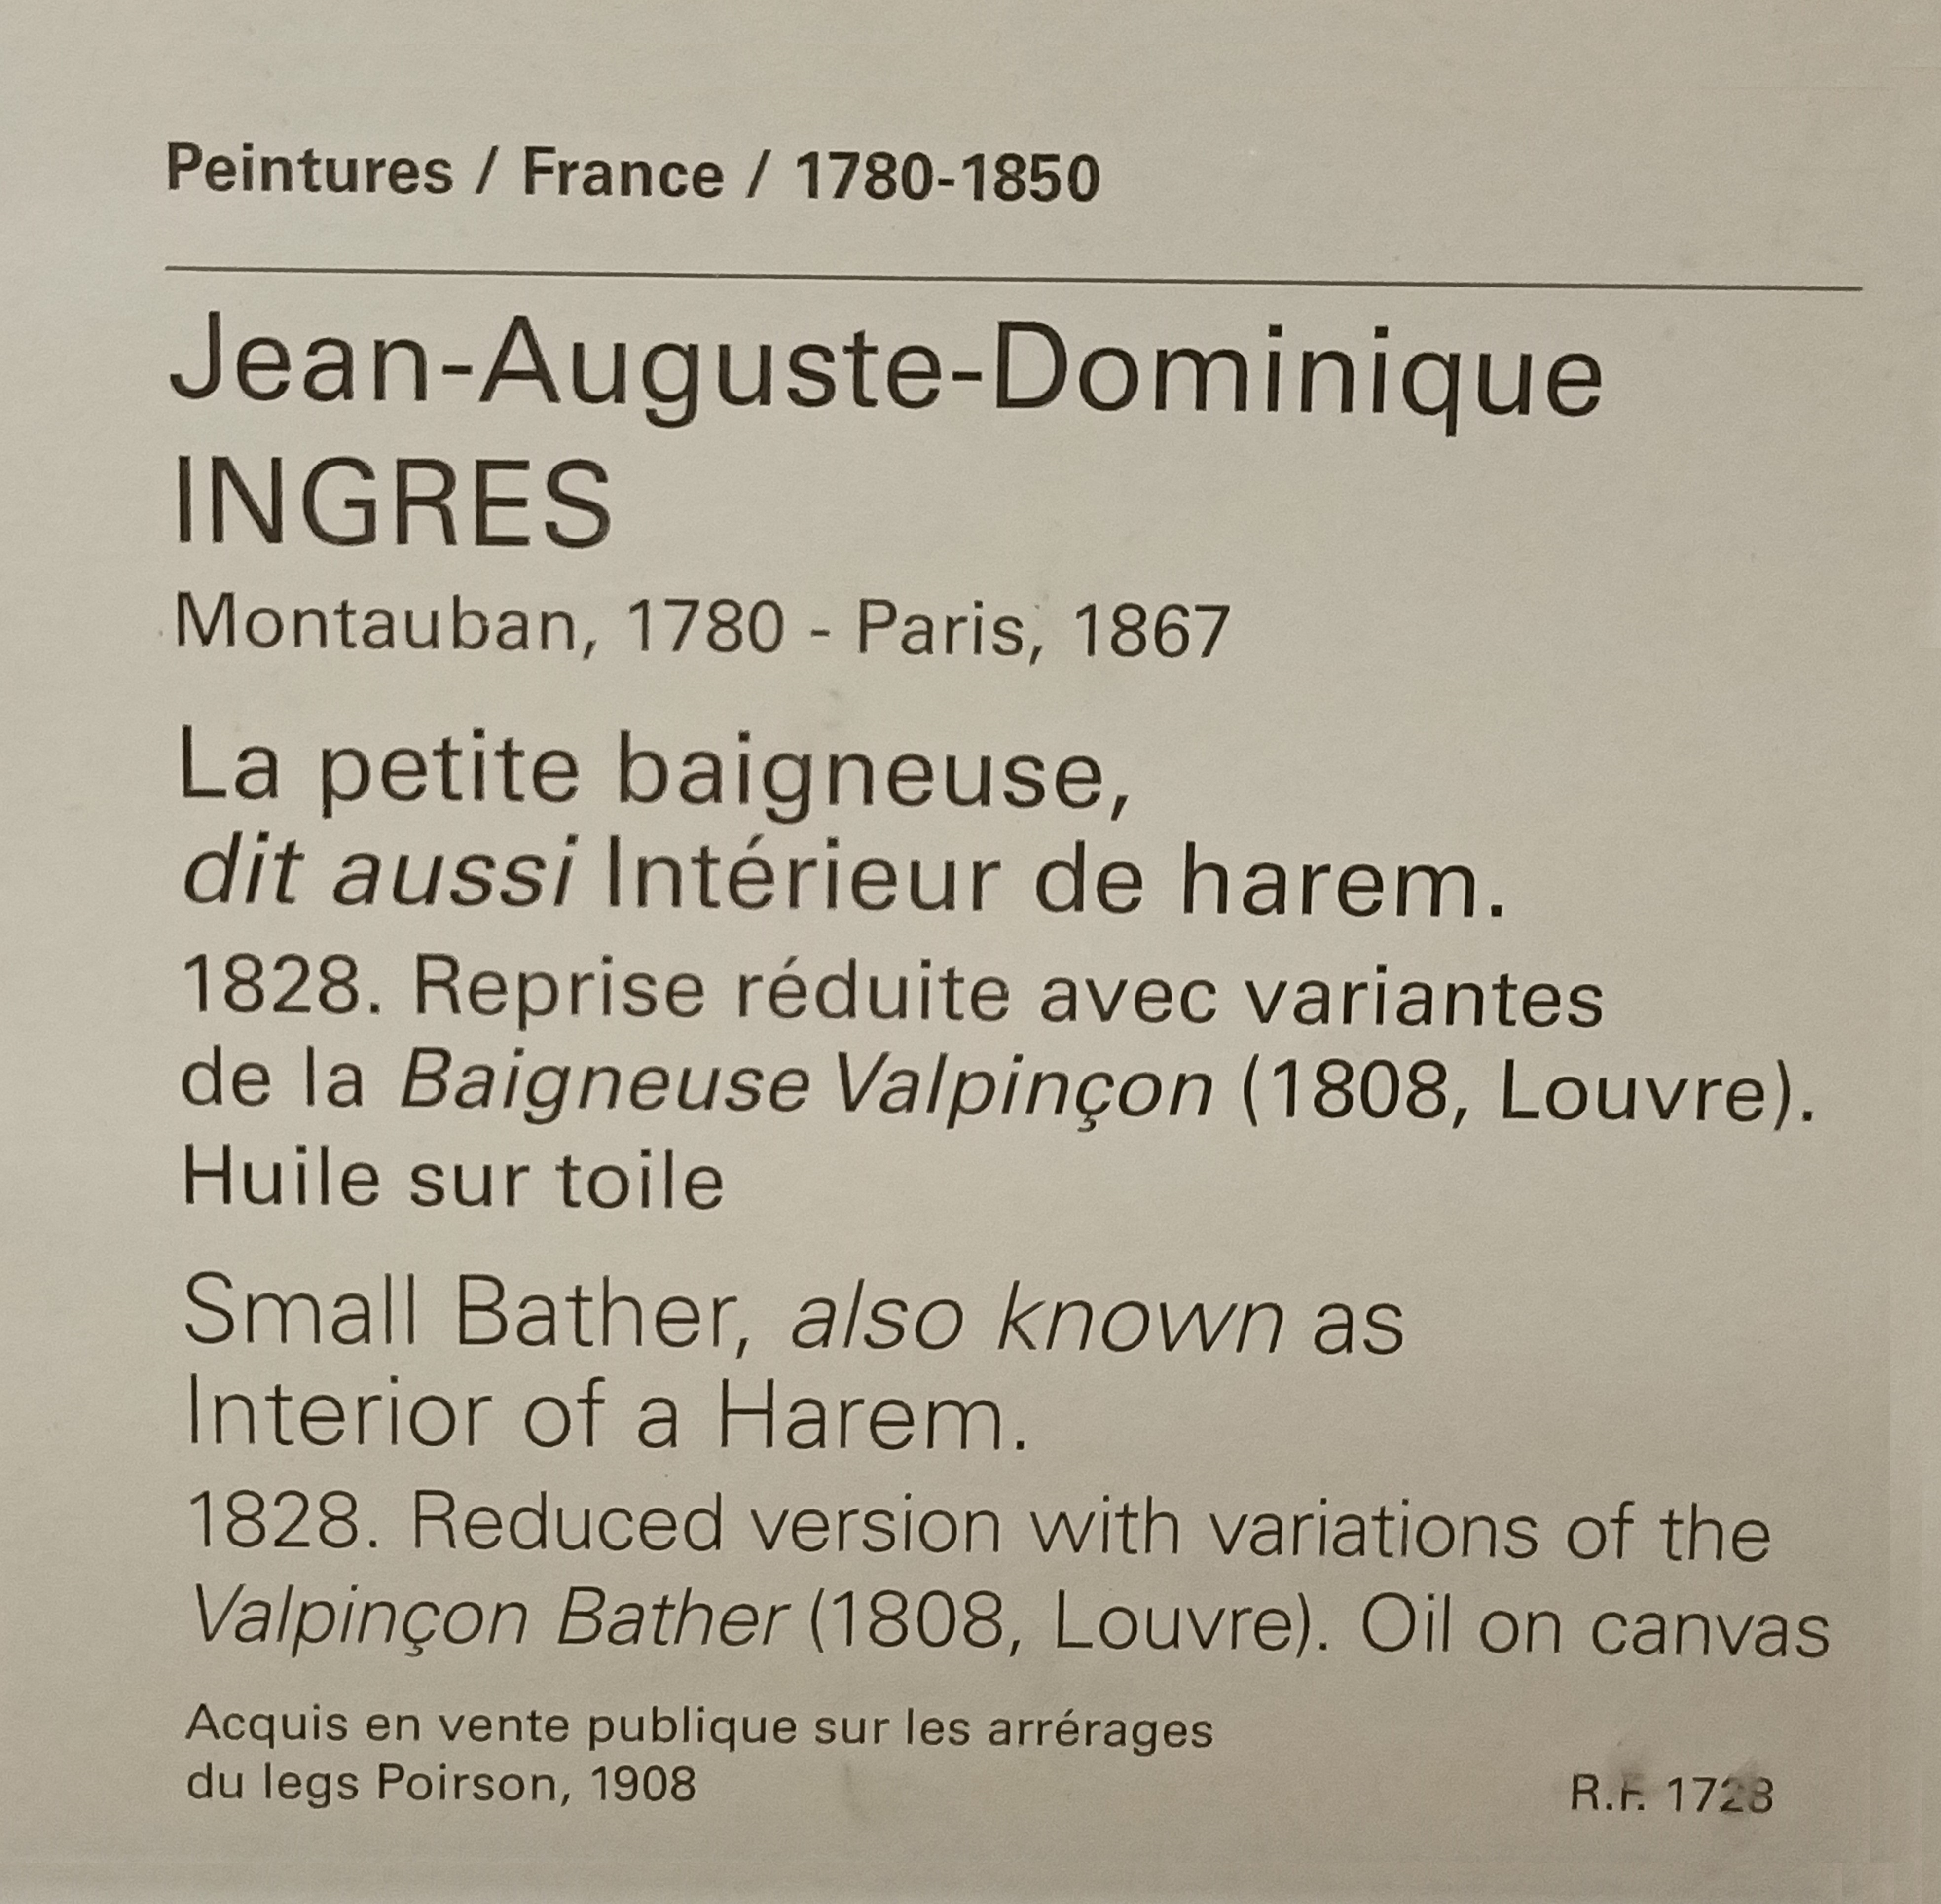 Peintures / France / 1780-1850
Jean-Auguste-Dominique
INGRES
Montauban, 1780 - Paris, 1867
La petite baigneuse,
dit aussi Intérieur de harem.
1828. Reprise réduite avec variantes
de la Baigneuse Valpinçon (1808, Louvre).
Huile sur toile
Small Bather, also known as
Interior of a Harem.
1828. Reduced version with variations of the
Valpinçon Bather (1808, Louvre). Oil on canvas
Acquis en vente publique sur les arrérages
du legs Poirson, 1908
R.F. 1728